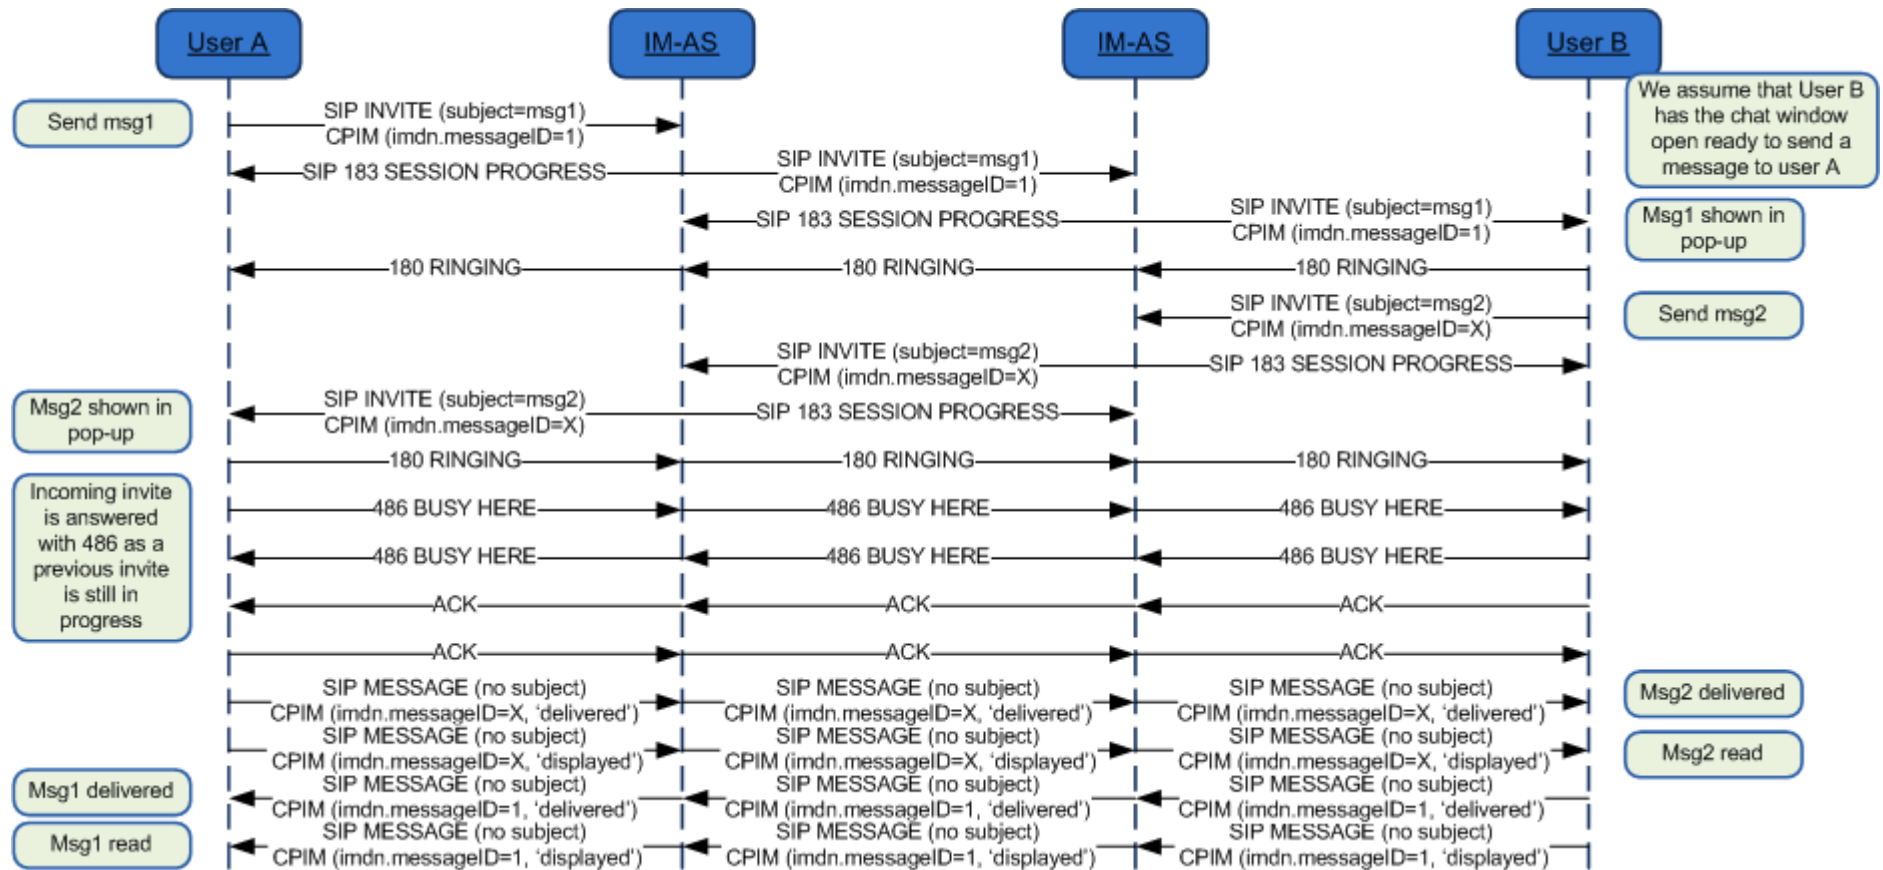 User A
IM-AS
IM-AS
User B
Send msg1
SIP INVITE (subject=msg1)
CPIM (imdn.messageID=1)
We assume that User B
has the chat window
open ready to send a
message to user A
SIP 183 SESSION PROGRESS
SIP INVITE (subject=msg1)
CPIM (imdn.messageID=1)
SIP 183 SESSION PROGRESS
SIP INVITE (subject=msg1)
CPIM (imdn.messageID=1)
Msg1 shown in
pop-up
180 RINGING
180 RINGING
180 RINGING
SIP INVITE (subject=msg2)
CPIM (imdn.messageID=X)
Send msg2
SIP INVITE (subject=msg2)
CPIM (imdn.messageID=X)
SIP 183 SESSION PROGRESS
Msg2 shown in
pop-up
SIP INVITE (subject=msg2)
CPIM (imdn.messageID=X)
SIP 183 SESSION PROGRESS
180 RINGING
180 RINGING
180 RINGING
Incoming invite
is answered
with 486 as a
previous invite
is still in
progress
486 BUSY HERE
486 BUSY HERE
486 BUSY HERE
486 BUSY HERE
486 BUSY HERE
486 BUSY HERE
ACK
ACK
ACK
ACK
ACK
ACK
SIP MESSAGE (no subject)
CPIM (imdn.messageID=X, ‘delivered’)
SIP MESSAGE (no subject)
CPIM (imdn.messageID=X, ‘delivered’)
SIP MESSAGE (no subject)
CPIM (imdn.messageID=X, ‘delivered’)
Msg2 delivered
SIP MESSAGE (no subject)
CPIM (imdn.messageID=X, ‘displayed’)
SIP MESSAGE (no subject)
CPIM (imdn.messageID=X, ‘displayed’)
SIP MESSAGE (no subject)
CPIM (imdn.messageID=X, ‘displayed’)
Msg2 read
Msg1 delivered
SIP MESSAGE (no subject)
CPIM (imdn.messageID=1, ‘delivered’)
SIP MESSAGE (no subject)
CPIM (imdn.messageID=1, ‘delivered’)
SIP MESSAGE (no subject)
CPIM (imdn.messageID=1, ‘delivered’)
Msg1 read
SIP MESSAGE (no subject)
CPIM (imdn.messageID=1, ‘displayed’)
SIP MESSAGE (no subject)
CPIM (imdn.messageID=1, ‘displayed’)
SIP MESSAGE (no subject)
CPIM (imdn.messageID=1, ‘displayed’)